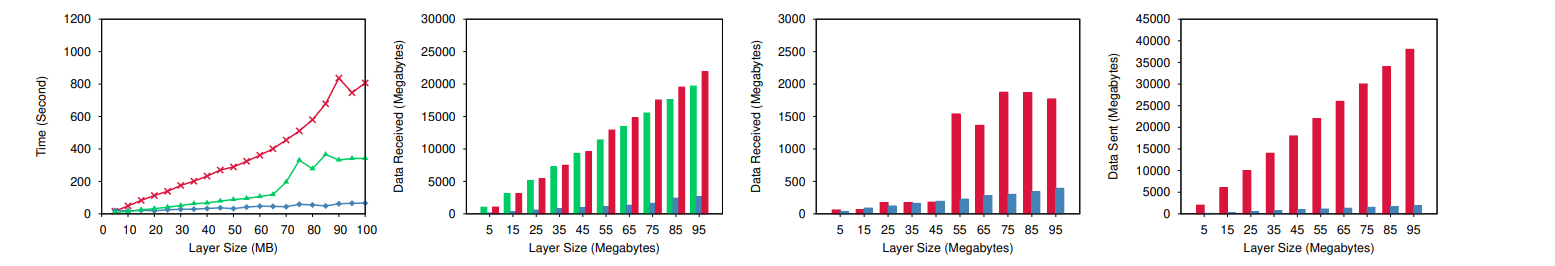 Time (Second)
1200
1000
800
600
400
200
0
0 10 20 30 40 50 60 70 80 90 100
Layer Size (MB)
Data Received (Megabytes)
30000
25000
20000
15000
10000
5000
0
5 15 25 35 45 55 65 75 85 95
Layer Size (Megabytes)
Data Received (Megabytes)
3000
2500
2000
1500
1000
500
0
5 15 25 35 45 55 65 75 85 95
Layer Size (Megabytes)
Data Sent (Megabytes)
45000
40000
35000
30000
25000
20000
15000
10000
5000
0
5 15 25 35 45 55 65 75 85 95
Layer Size (Megabytes)